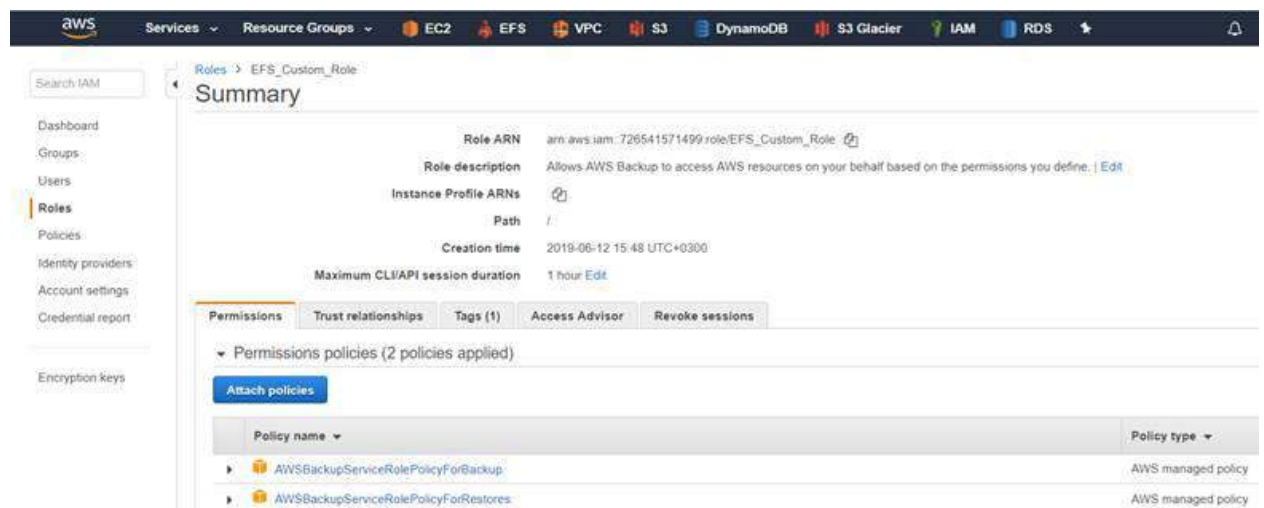 aws Services Resource Groups EC2 EFS VPC S3 DynamoDB S3 Glacier IAM RDS
Search IAM
Roles > EFS_Custom_Role
Summary
Dashboard
Groups
Users
Roles
Policies
Identity providers
Account settings
Credential report
Encryption keys
Role ARN arn:aws:iam::726541571499:role/EFS_Custom_Role
Role description Allows AWS Backup to access AWS resources on your behalf based on the permissions you define. | Edit
Instance Profile ARNs
Path /
Creation time 2019-06-12 15:48 UTC+0300
Maximum CLI/API session duration 1 hour Edit
Permissions Trust relationships Tags (1) Access Advisor Revoke sessions
Permissions policies (2 policies applied)
Attach policies
Policy name Policy type
AWSBackupServiceRolePolicyForBackup AWS managed policy
AWSBackupServiceRolePolicyForRestores AWS managed policy